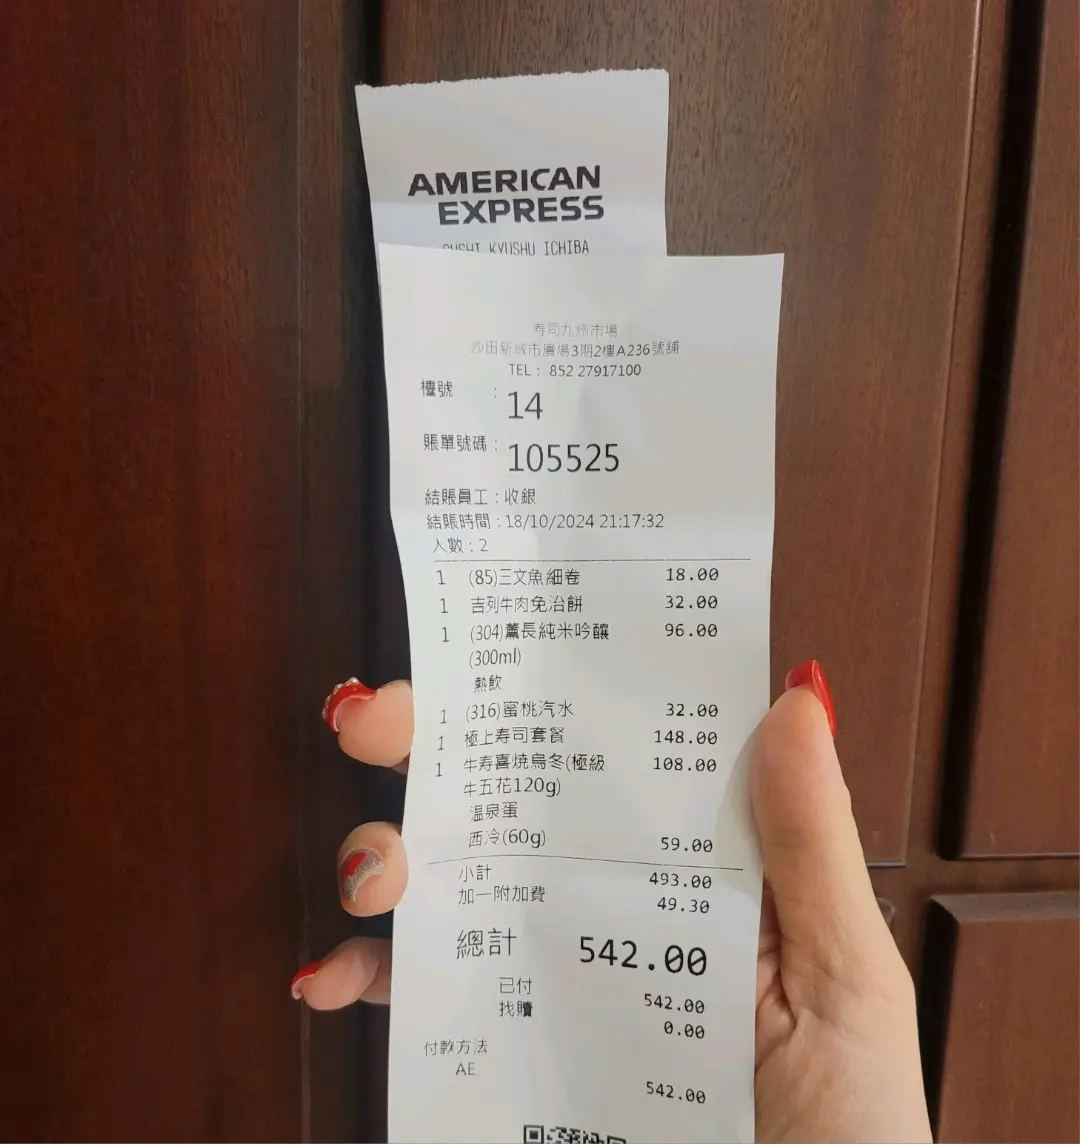 AMERICAN
EXPRESS
SUSHI KYUSHU ICHIBA
寿司九州市場
沙田新城市廣場3期2樓A236號舖
TEL : 852 27917100
檯號 : 14
賬單號碼 : 105525
結賬員工 : 收銀
結賬時間 : 18/10/2024 21:17:32
人數 : 2
1 (85)三文魚細卷 18.00
1 吉列牛肉免治餅 32.00
1 (304)薰長純米吟釀 96.00
(300ml)
熱飲
1 (316)蜜桃汽水 32.00
1 極上寿司套餐 148.00
1 牛寿喜燒烏冬(極級 108.00
牛五花120g)
温泉蛋
西冷(60g) 59.00
小計 493.00
加一附加費 49.30
總計 542.00
已付 542.00
找贖 0.00
付款方法
AE
542.00